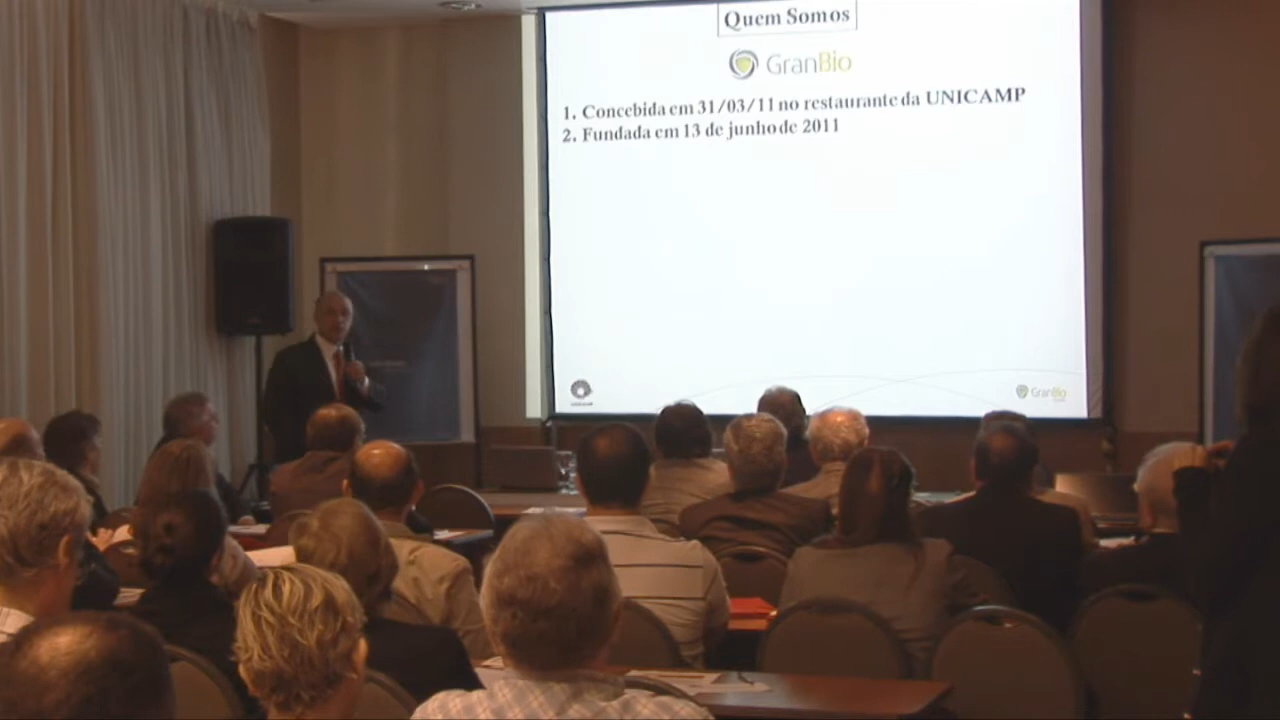 Quem Somos
GranBio
1. Concebida em 31/03/11 no restaurante da UNICAMP
2. Fundada em 13 de junho de 2011
GranBio